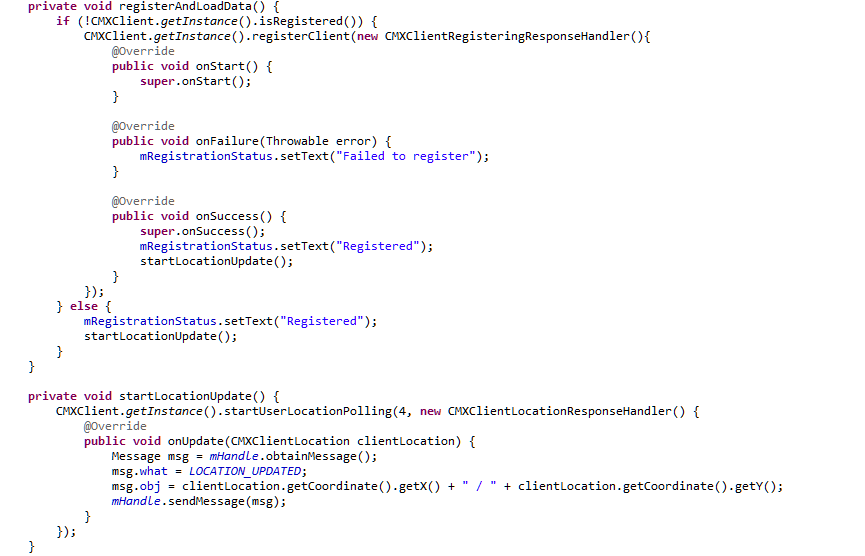 private void registerAndLoadData() {
    if (!CMXClient.getInstance().isRegistered()) {
        CMXClient.getInstance().registerClient(new CMXClientRegisteringResponseHandler(){
            @Override
            public void onStart() {
                super.onStart();
            }

            @Override
            public void onFailure(Throwable error) {
                mRegistrationStatus.setText("Failed to register");
            }

            @Override
            public void onSuccess() {
                super.onSuccess();
                mRegistrationStatus.setText("Registered");
                startLocationUpdate();
            }
        });
    } else {
        mRegistrationStatus.setText("Registered");
        startLocationUpdate();
    }
}

private void startLocationUpdate() {
    CMXClient.getInstance().startUserLocationPolling(4, new CMXClientLocationResponseHandler() {
        @Override
        public void onUpdate(CMXClientLocation clientLocation) {
            Message msg = mHandle.obtainMessage();
            msg.what = LOCATION_UPDATED;
            msg.obj = clientLocation.getCoordinate().getX() + " / " + clientLocation.getCoordinate().getY();
            mHandle.sendMessage(msg);
        }
    });
}